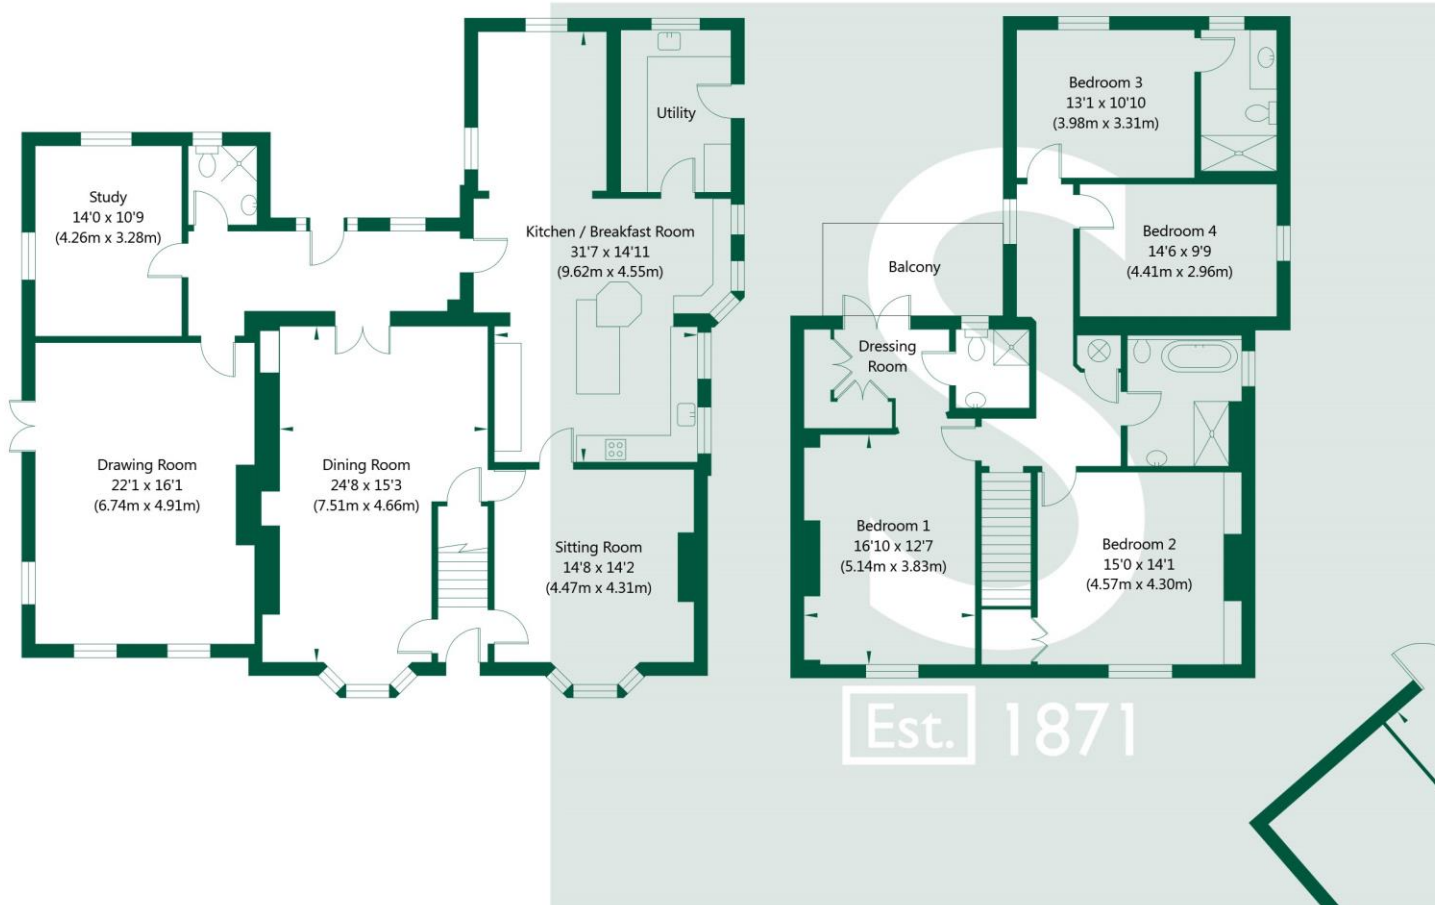 Study
14'0 x 10'9
(4.26m x 3.28m)
Utility
Kitchen / Breakfast Room
31'7 x 14'11
(9.62m x 4.55m)
Drawing Room
22'1 x 16'1
(6.74m x 4.91m)
Dining Room
24'8 x 15'3
(7.51m x 4.66m)
Sitting Room
14'8 x 14'2
(4.47m x 4.31m)
Bedroom 3
13'1 x 10'10
(3.98m x 3.31m)
Bedroom 4
14'6 x 9'9
(4.41m x 2.96m)
Balcony
Dressing
Room
Bedroom 1
16'10 x 12'7
(5.14m x 3.83m)
Bedroom 2
15'0 x 14'1
(4.57m x 4.30m)
S
Est. 1871